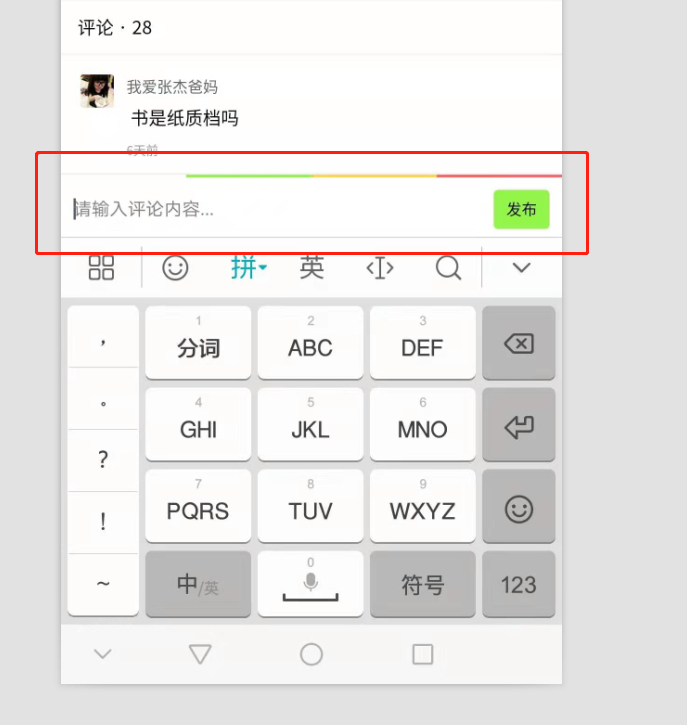 评论 · 28
我爱张杰爸妈
书是纸质档吗
6天前
请输入评论内容...
发布
拼 英
, 1 分词 2 ABC 3 DEF
。 4 GHI 5 JKL 6 MNO
? 7 PQRS 8 TUV 9 WXYZ
!
~ 中/英 0 符号 123